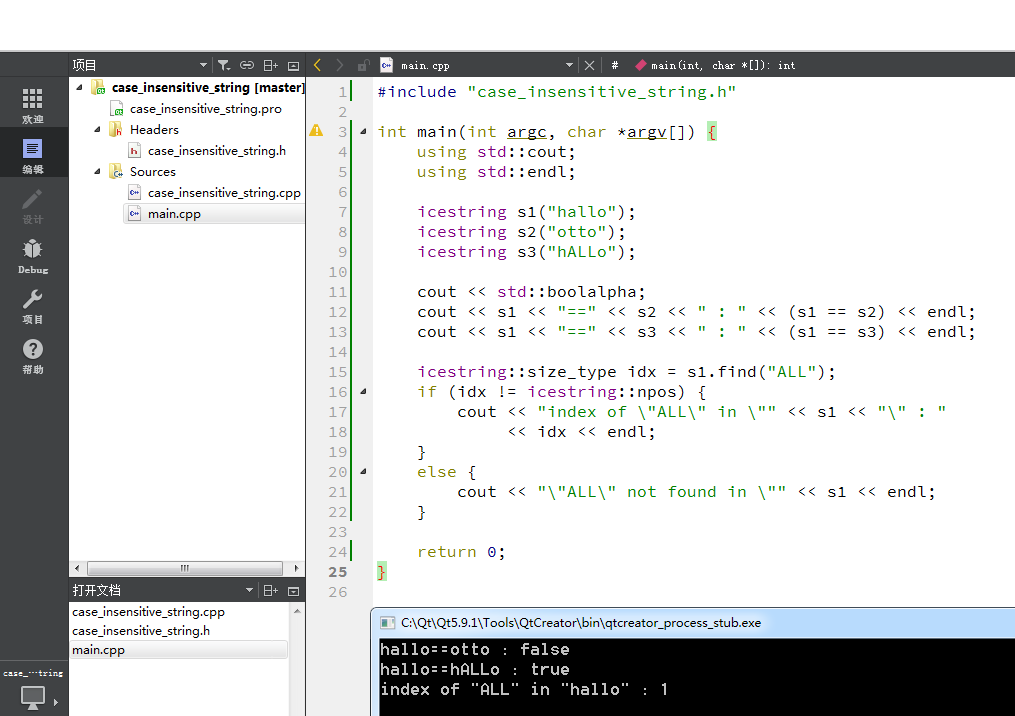 项目
main.cpp
# main(int, char *[]): int
欢迎
编辑
设计
Debug
项目
帮助
case_⋯tring
case_insensitive_string [master]
case_insensitive_string.pro
Headers
case_insensitive_string.h
Sources
case_insensitive_string.cpp
main.cpp
打开文档
case_insensitive_string.cpp
case_insensitive_string.h
main.cpp
1 #include "case_insensitive_string.h"
2
3 int main(int argc, char *argv[]) {
4 using std::cout;
5 using std::endl;
6
7 icestring s1("hallo");
8 icestring s2("otto");
9 icestring s3("hALLo");
10
11 cout << std::boolalpha;
12 cout << s1 << "==" << s2 << " : " << (s1 == s2) << endl;
13 cout << s1 << "==" << s3 << " : " << (s1 == s3) << endl;
14
15 icestring::size_type idx = s1.find("ALL");
16 if (idx != icestring::npos) {
17 cout << "index of \"ALL\" in \"" << s1 << "\" : "
18 << idx << endl;
19 }
20 else {
21 cout << "\"ALL\" not found in \"" << s1 << endl;
22 }
23
24 return 0;
25 }
26
C:\Qt\Qt5.9.1\Tools\QtCreator\bin\qtcreator_process_stub.exe
hallo==otto : false
hallo==hALLo : true
index of "ALL" in "hallo" : 1